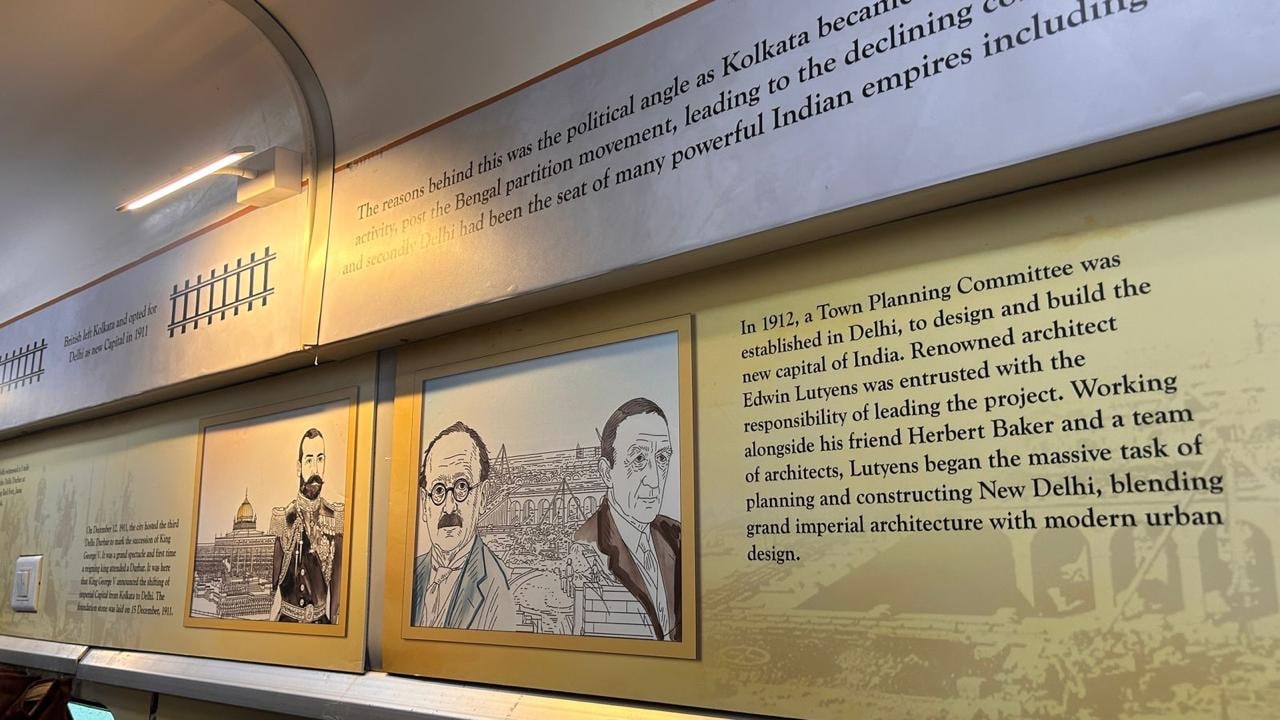 The reasons behind this was the political angle as Kolkata became
activity, post the Bengal partition movement, leading to the declining
and secondly Delhi had been the seat of many powerful Indian empires including
British left Kolkata and opted for
Delhi as new Capital in 1911
On December 12, 1911, the city hosted the third
Delhi Durbar to mark the succession of King
George V. It was a grand spectacle and first time
a reigning king attended a Durbar. It was here
that King George V announced the shifting of
imperial Capital from Kolkata to Delhi. The
foundation stone was laid on 15 December, 1911.
In 1912, a Town Planning Committee was
established in Delhi, to design and build the
new capital of India. Renowned architect
Edwin Lutyens was entrusted with the
responsibility of leading the project. Working
alongside his friend Herbert Baker and a team
of architects, Lutyens began the massive task of
planning and constructing New Delhi, blending
grand imperial architecture with modern urban
design.